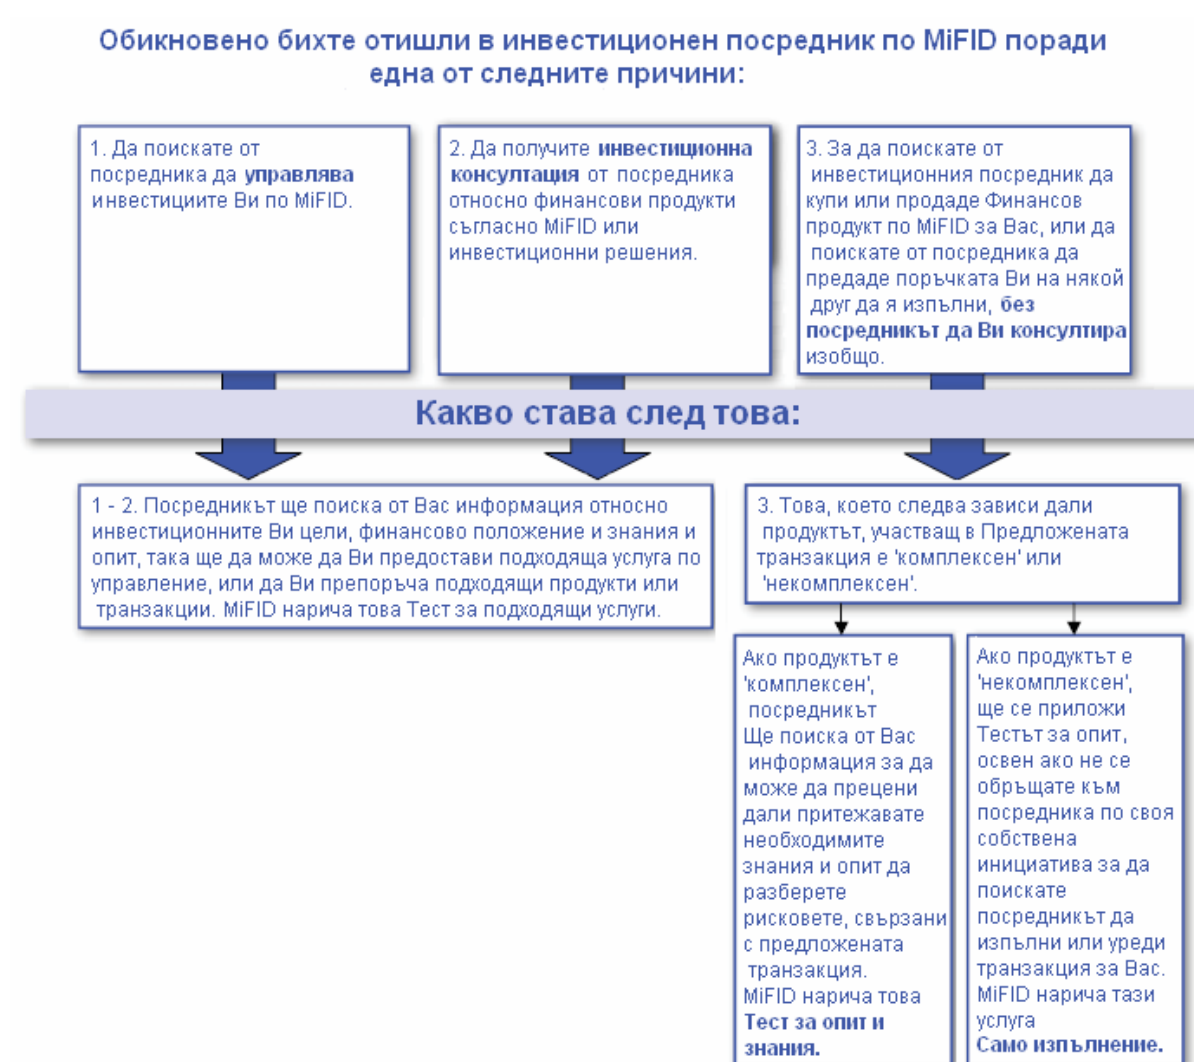 Обикновено бихте отишли в инвестиционен посредник по MiFID поради
една от следните причини:
1. Да поискате от
посредника да управлява
инвестициите Ви по MiFID.
2. Да получите инвестиционна
консултация от посредника
относно финансови продукти
съгласно MiFID или
инвестиционни решения.
3. За да поискате от
инвестиционния посредник да
купи или продаде Финансов
продукт по MiFID за Вас, или да
поискате от посредника да
предаде поръчката Ви на някой
друг да я изпълни, без
посредникът да Ви консултира
изобщо.
Какво става след това:
1 - 2. Посредникът ще поиска от Вас информация относно
инвестиционните Ви цели, финансово положение и знания и
опит, така ще да може да Ви предостави подходяща услуга по
управление, или да Ви препоръча подходящи продукти или
транзакции. MiFID нарича това Тест за подходящи услуги.
3. Това, което следва зависи дали
продуктът, участващ в Предложената
транзакция е 'комплексен' или
'некомплексен'.
Ако продуктът е
'комплексен',
посредникът
Ще поиска от Вас
информация за да
може да прецени
дали притежавате
необходимите
знания и опит да
разберете
рисковете, свързани
с предложената
транзакция.
MiFID нарича това
Тест за опит и
знания.
Ако продуктът е
'некомплексен',
ще се приложи
Тестът за опит,
освен ако не се
обръщате към
посредника по своя
собствена
инициатива за да
поискате
посредникът да
изпълни или уреди
транзакция за Вас.
MiFID нарича тази
услуга
Само изпълнение.